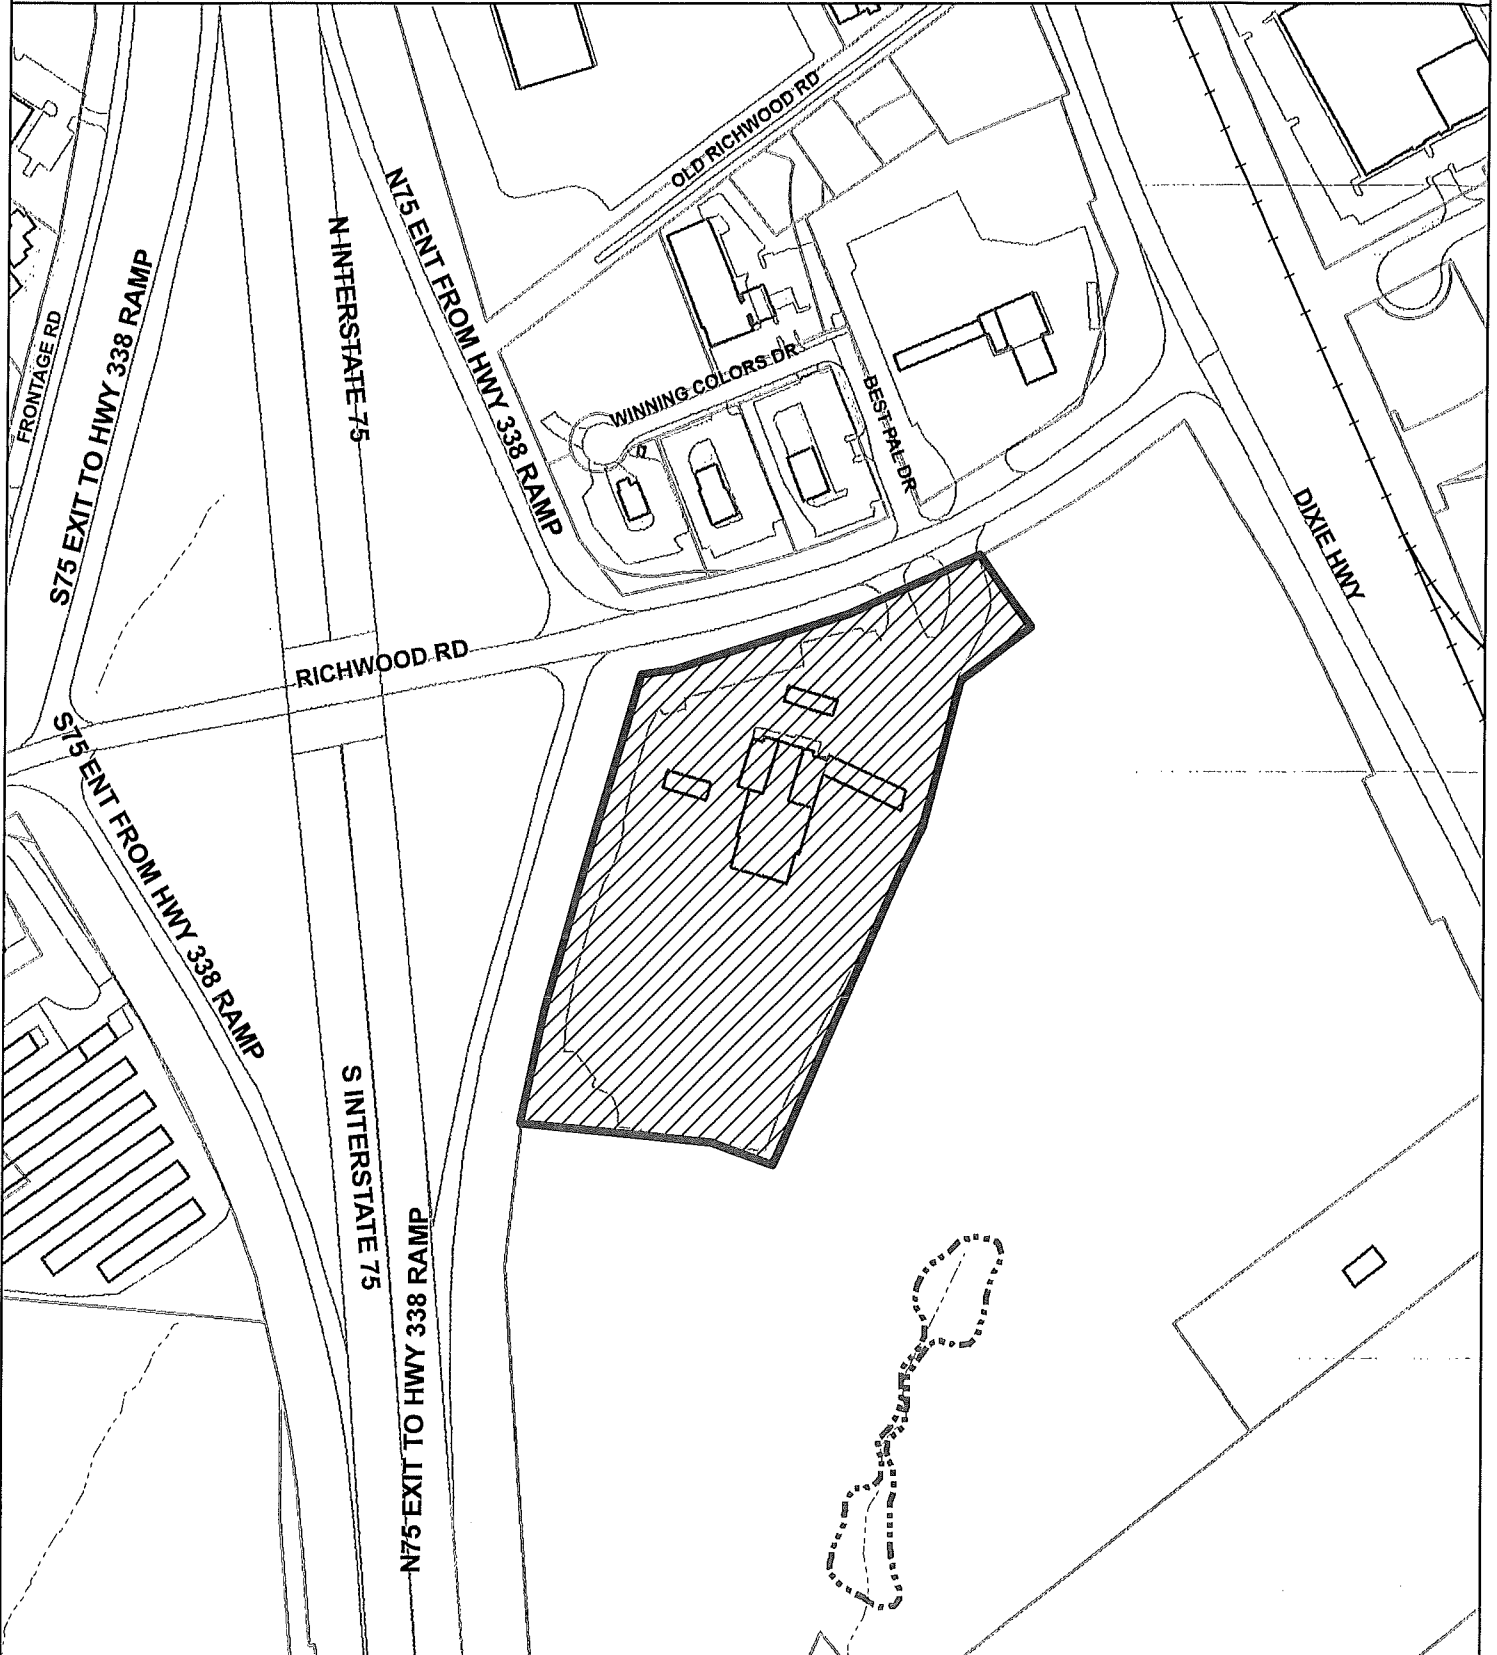 OLD RICHWOOD RD
N75 ENT FROM HWY 338 RAMP
N INTERSTATE 75
S75 EXIT TO HWY 338 RAMP
FRONTAGE RD
WINNING COLORS DR
BEST PAL DR
DIXIE HWY
RICHWOOD RD
S75 ENT FROM HWY 338 RAMP
S INTERSTATE 75
N75 EXIT TO HWY 338 RAMP